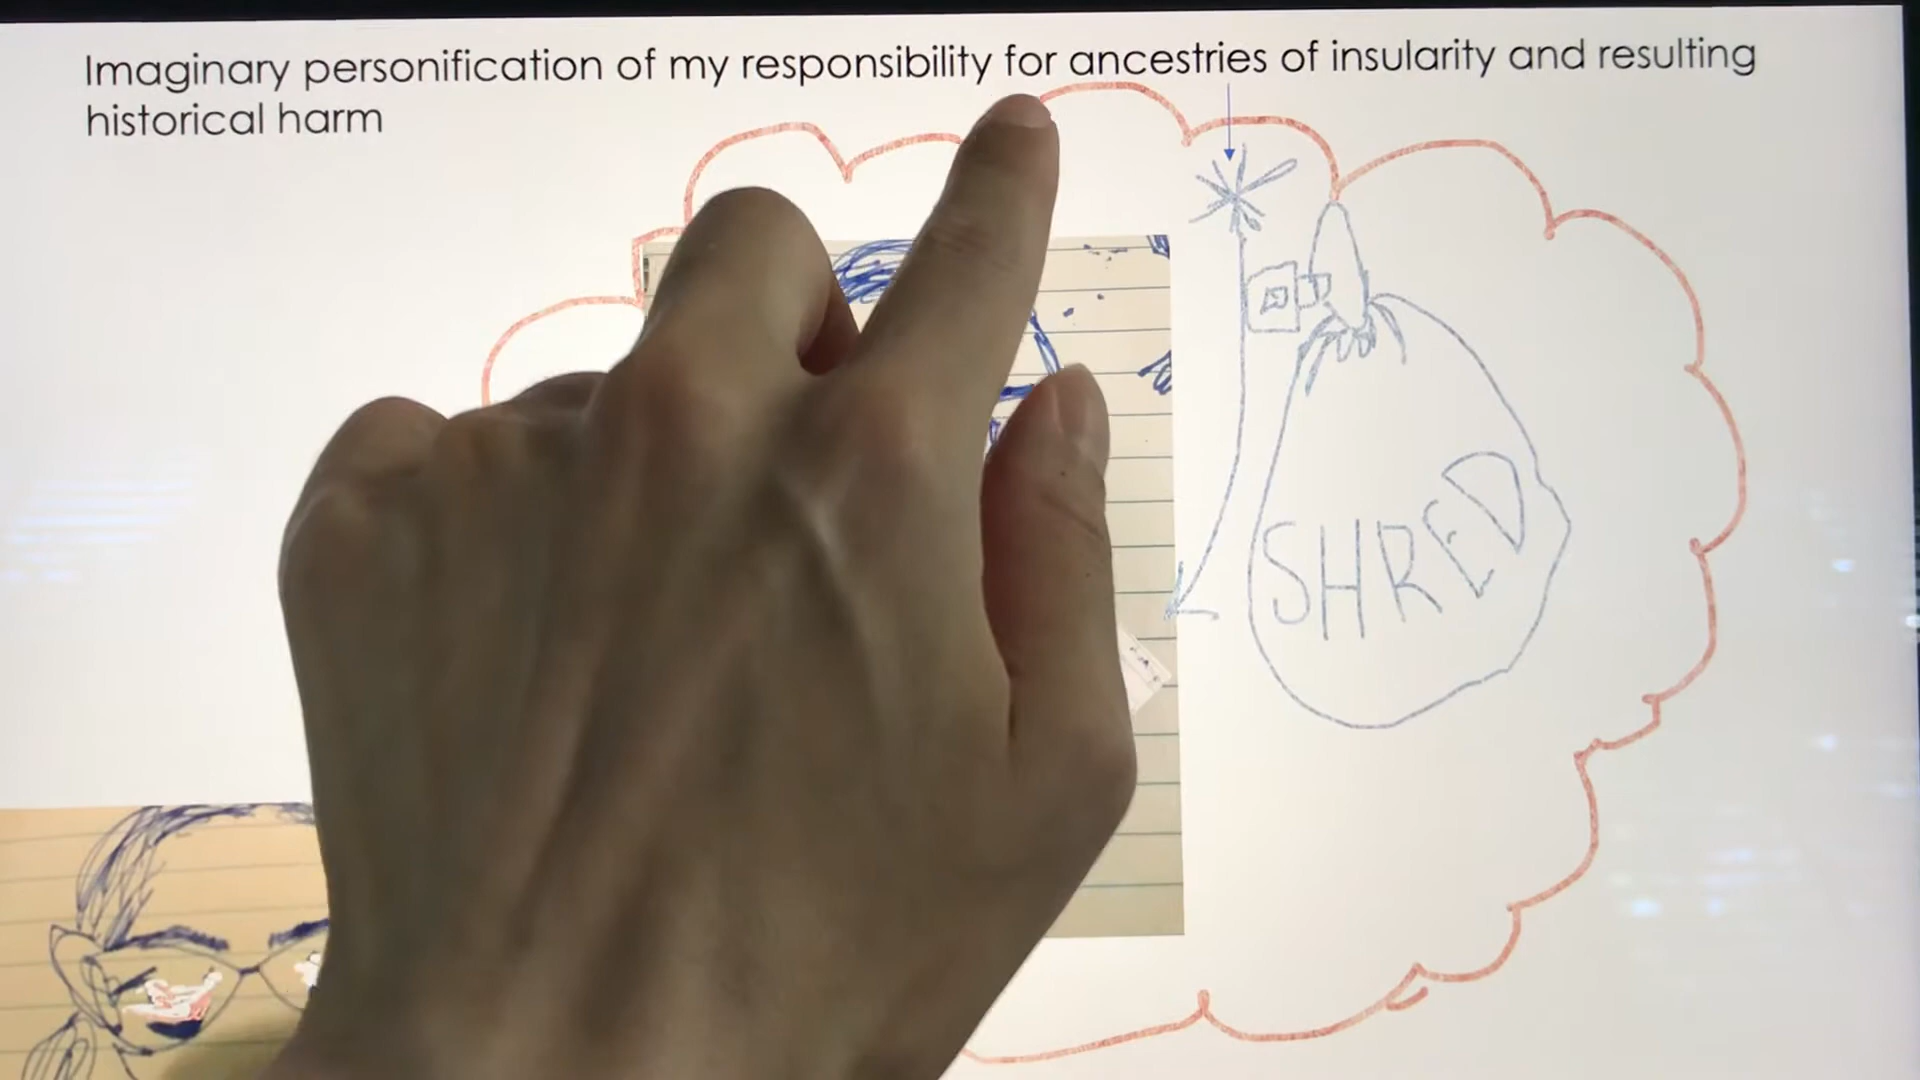 Imaginary personification of my responsibility for ancestries of insularity and resulting
historical harm
SHRED